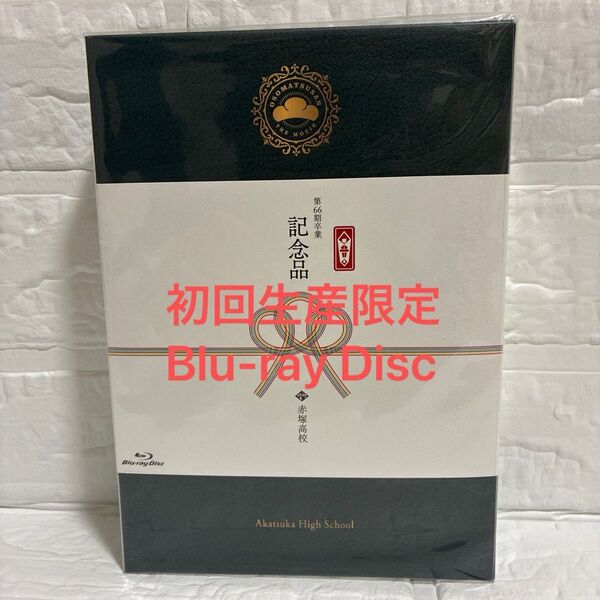 OSOMATSUSAN
THE MOVIE
第66期卒業
記念品
初回生産限定
Blu-ray Disc
赤塚高校
Blu-ray Disc
Akatsuka High School